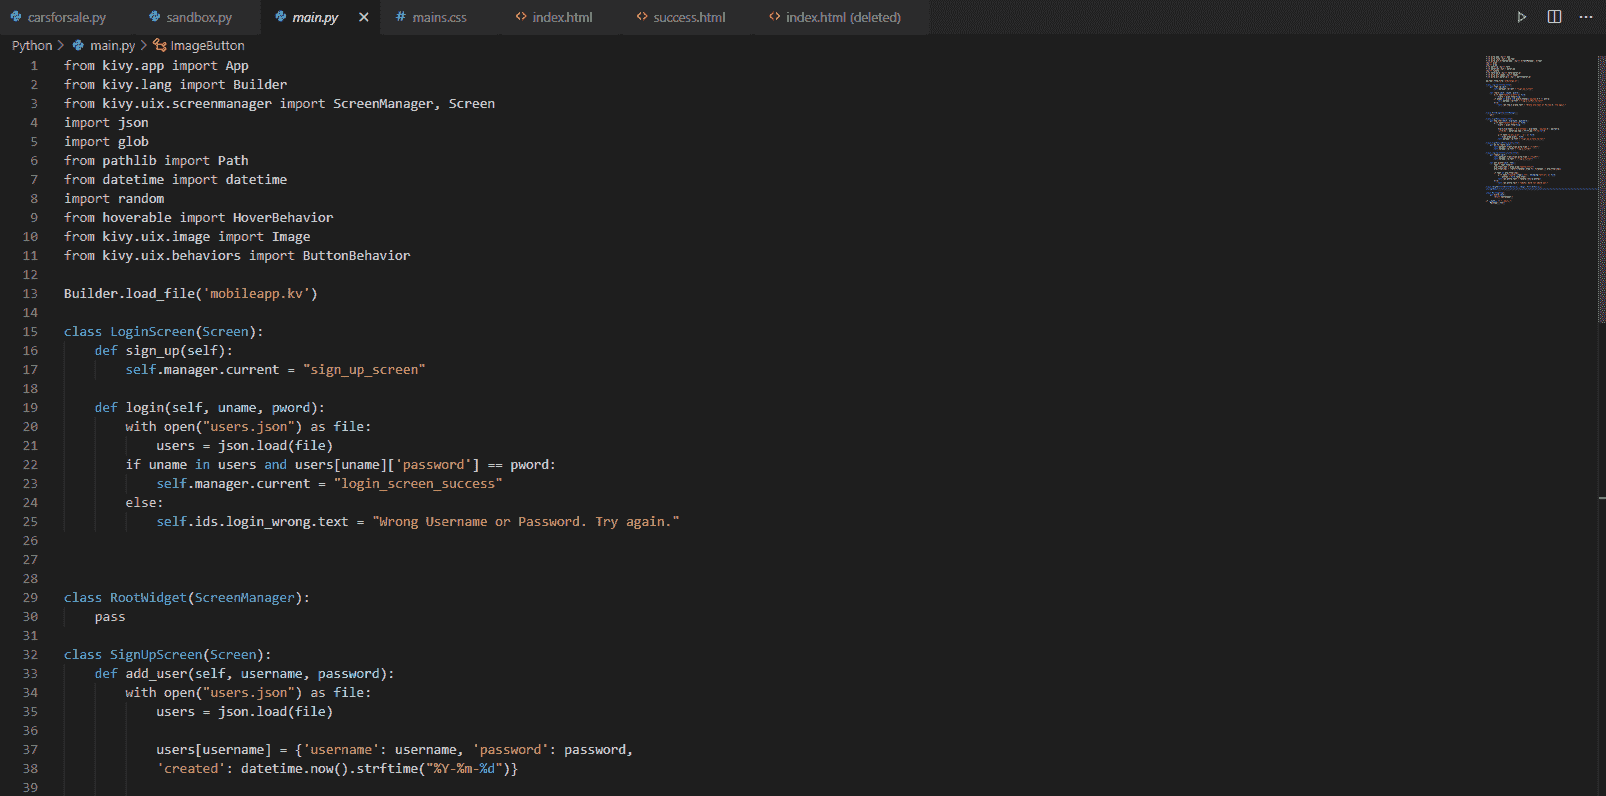 carsforsale.py sandbox.py main.py × # mains.css <> index.html <> success.html <> index.html (deleted) ...
Python > main.py > ImageButton
1 from kivy.app import App
2 from kivy.lang import Builder
3 from kivy.uix.screenmanager import ScreenManager, Screen
4 import json
5 import glob
6 from pathlib import Path
7 from datetime import datetime
8 import random
9 from hoverable import HoverBehavior
10 from kivy.uix.image import Image
11 from kivy.uix.behaviors import ButtonBehavior
12
13 Builder.load_file('mobileapp.kv')
14
15 class LoginScreen(Screen):
16     def sign_up(self):
17         self.manager.current = "sign_up_screen"
18
19     def login(self, uname, pword):
20         with open("users.json") as file:
21             users = json.load(file)
22         if uname in users and users[uname]['password'] == pword:
23             self.manager.current = "login_screen_success"
24         else:
25             self.ids.login_wrong.text = "Wrong Username or Password. Try again."
26
27
28
29 class RootWidget(ScreenManager):
30     pass
31
32 class SignUpScreen(Screen):
33     def add_user(self, username, password):
34         with open("users.json") as file:
35             users = json.load(file)
36
37             users[username] = {'username': username, 'password': password,
38             'created': datetime.now().strftime("%Y-%m-%d")}
39